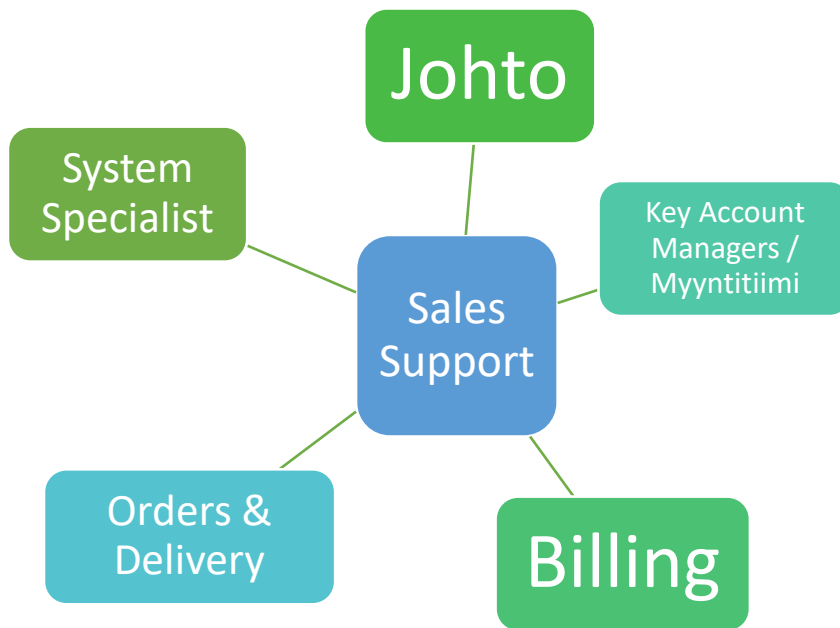 Johto
System
Specialist
Key Account
Managers /
Myyntitiimi
Sales
Support
Orders &
Delivery
Billing